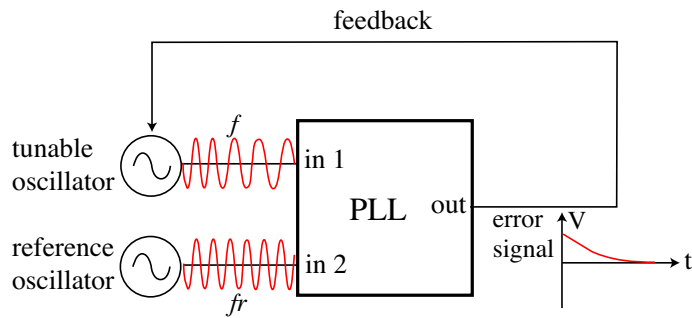 feedback
f
tunable
oscillator
in 1
PLL
out
error
signal
V
t
reference
oscillator
in 2
fr